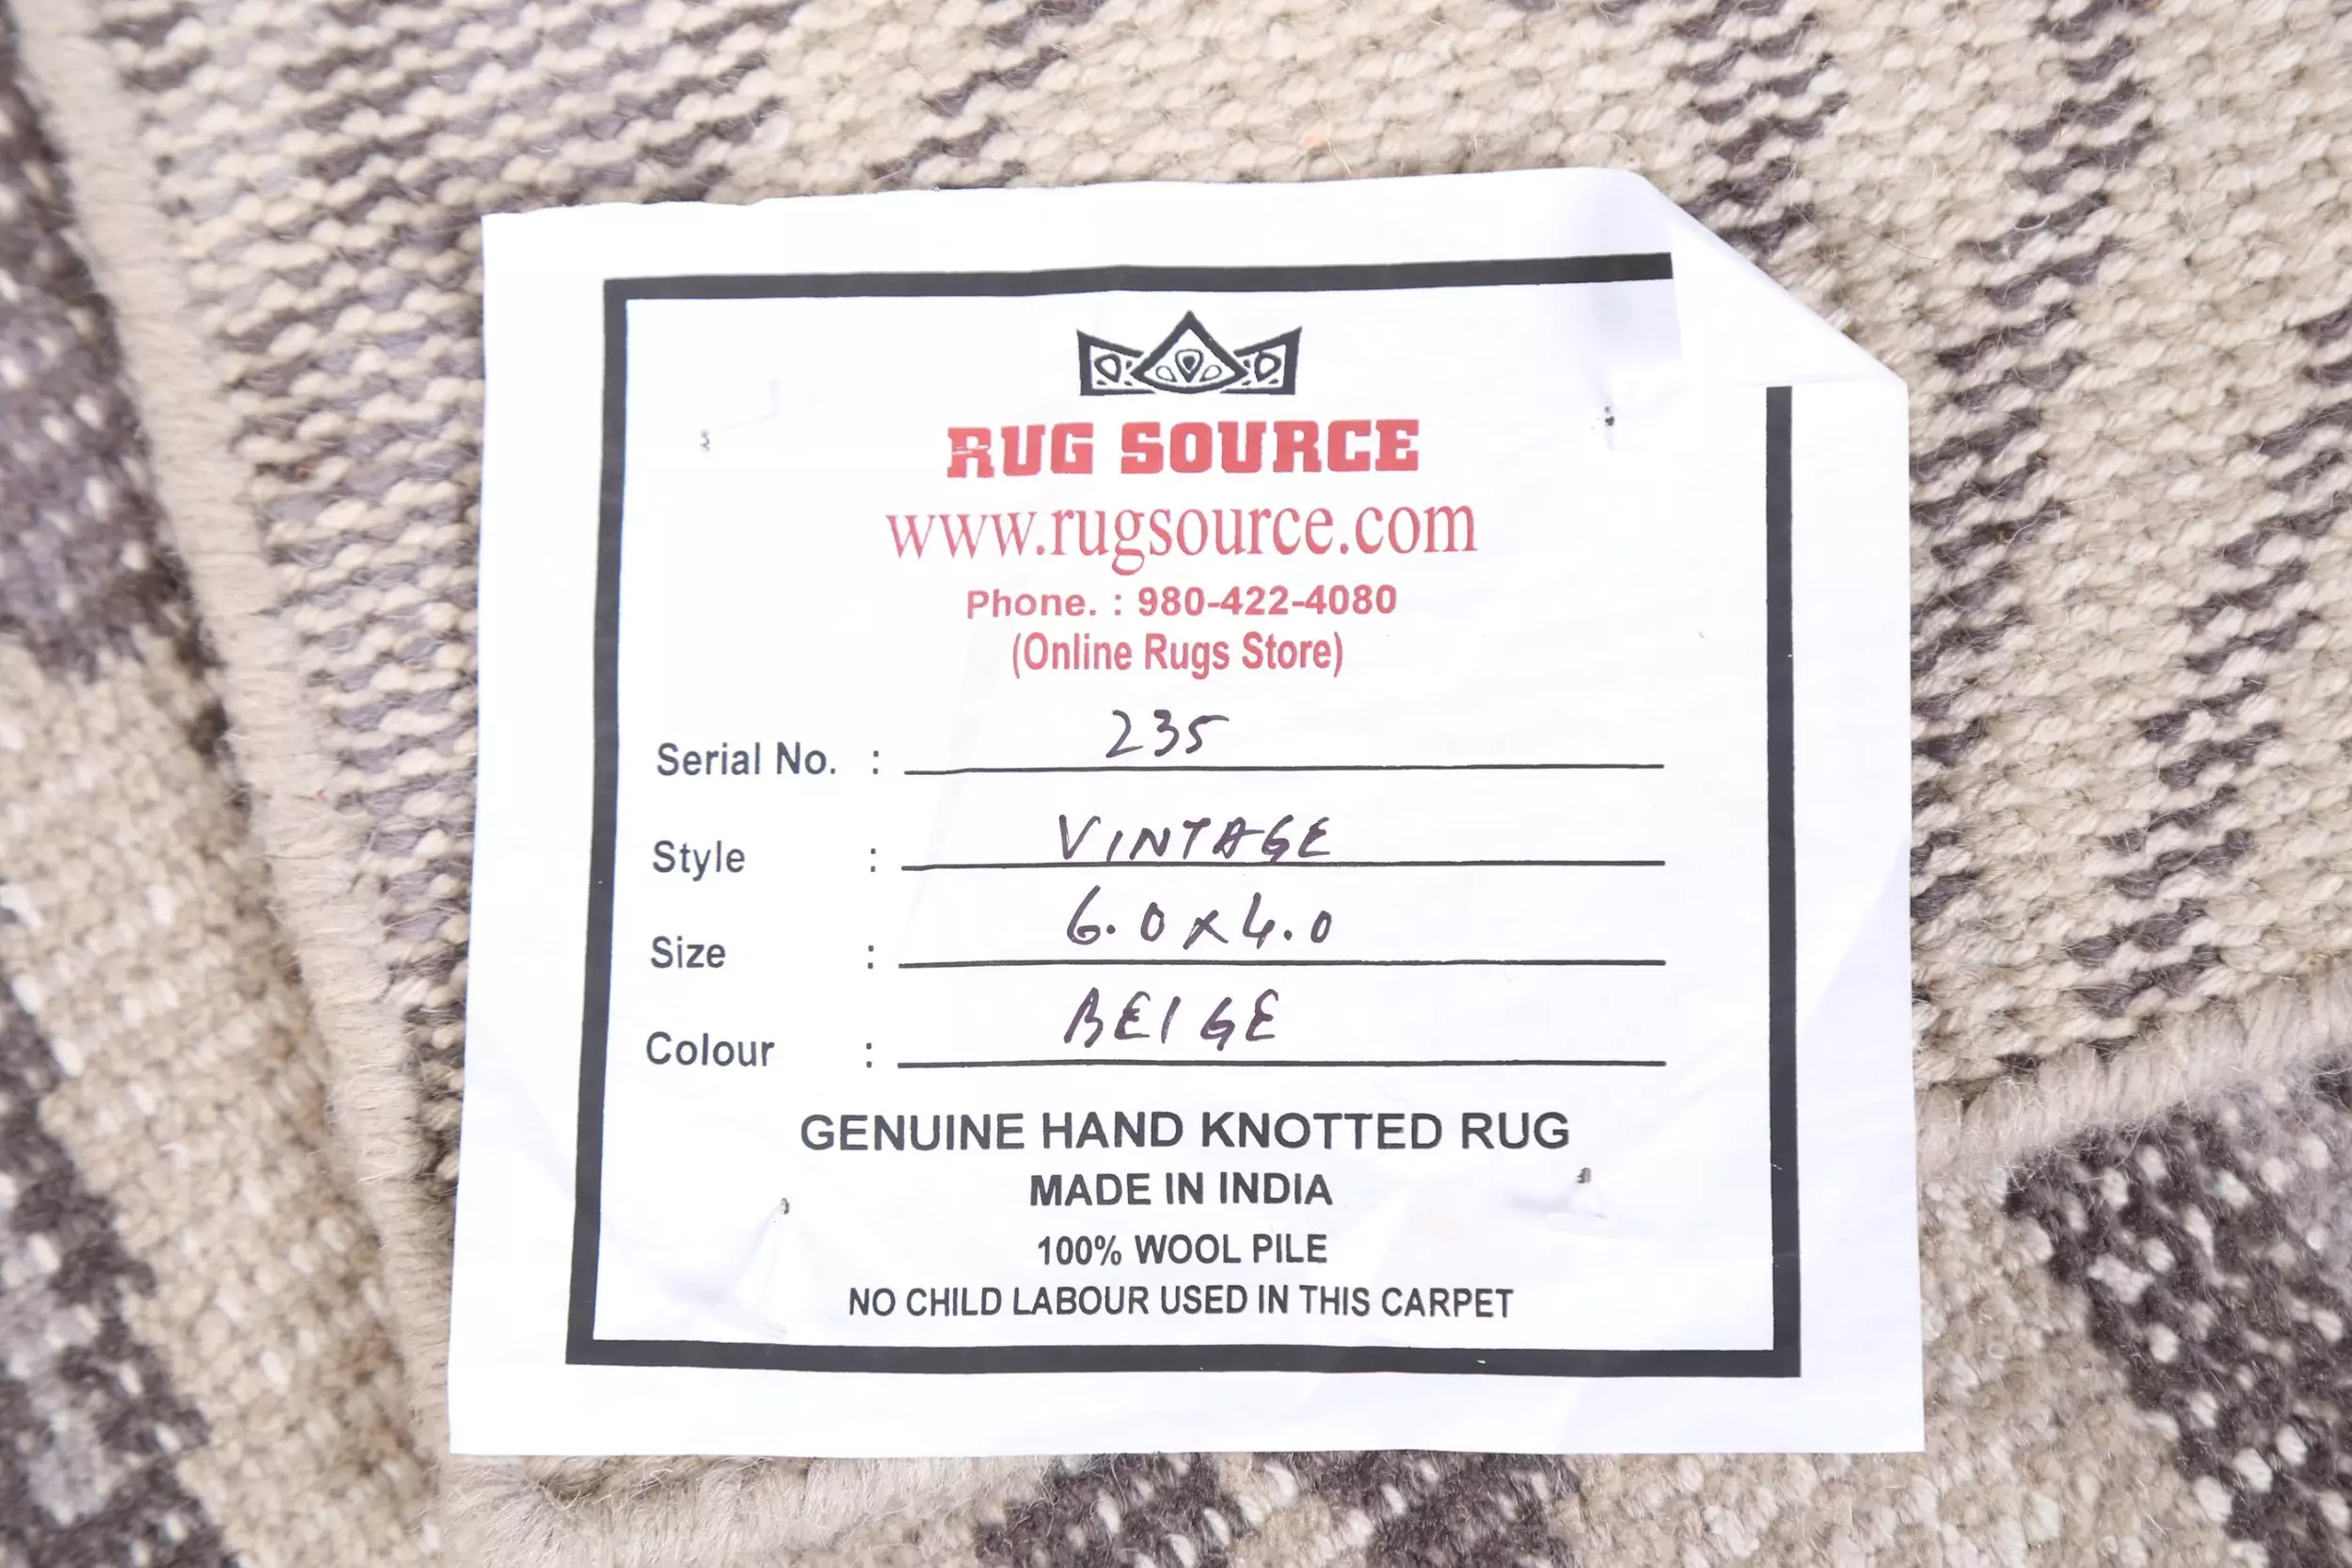 RUG SOURCE
www.rugsource.com
Phone. : 980-422-4080
(Online Rugs Store)
Serial No. : 235
Style : VINTAGE
Size : 6.0 x 4.0
Colour : BEIGE
GENUINE HAND KNOTTED RUG
MADE IN INDIA
100% WOOL PILE
NO CHILD LABOUR USED IN THIS CARPET